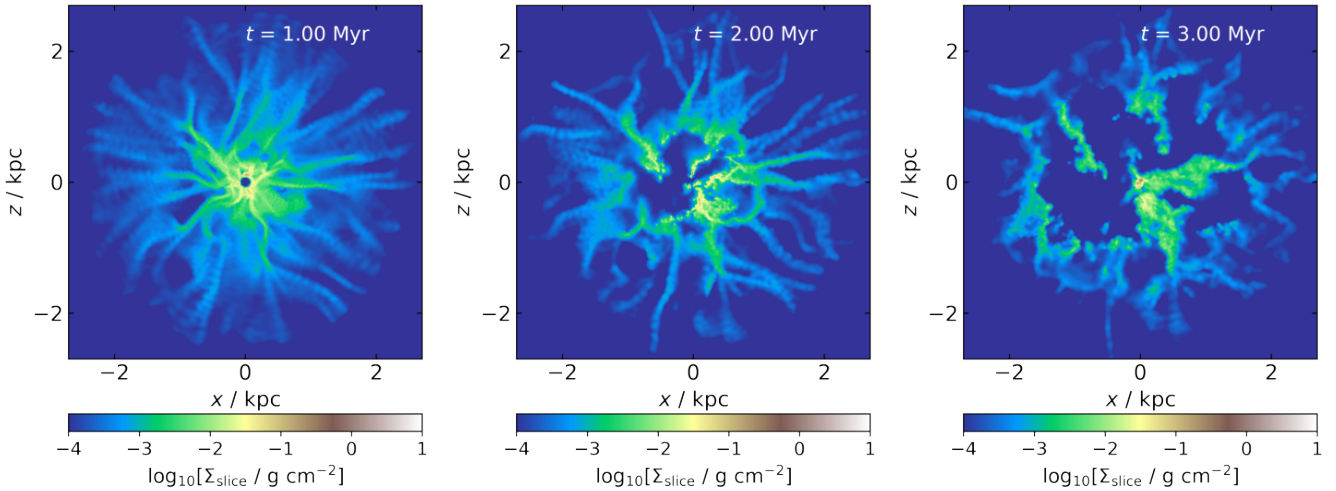 t = 1.00 Myr
t = 2.00 Myr
t = 3.00 Myr
2
0
−2
z / kpc
−2 0 2
x / kpc
2
0
−2
z / kpc
−2 0 2
x / kpc
2
0
−2
z / kpc
−2 0 2
x / kpc
−4 −3 −2 −1 0 1
log₁₀[Σslice / g cm⁻²]
−4 −3 −2 −1 0 1
log₁₀[Σslice / g cm⁻²]
−4 −3 −2 −1 0 1
log₁₀[Σslice / g cm⁻²]